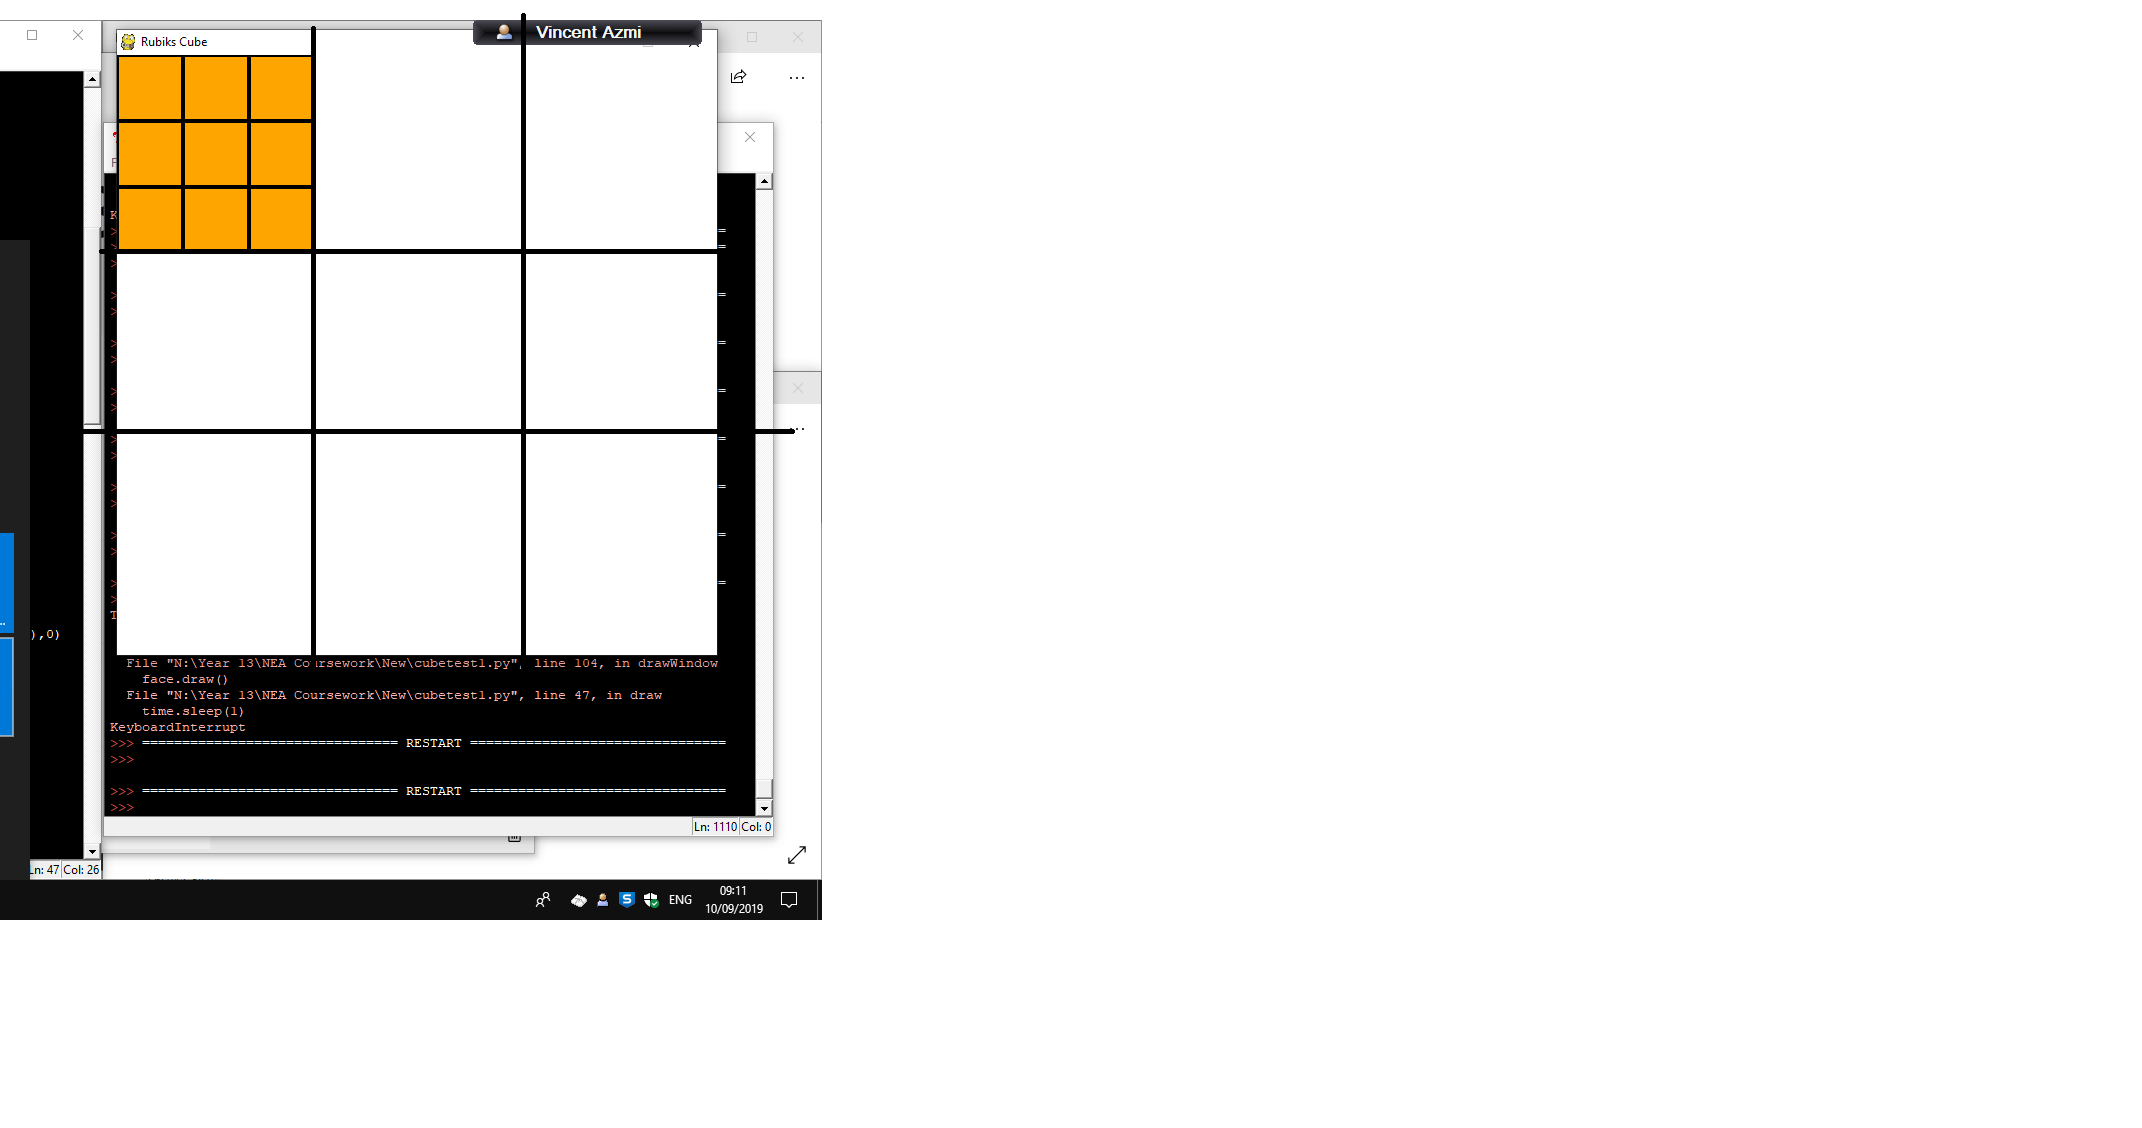 Vincent Azmi
Rubiks Cube
),0)
File "N:\Year 13\NEA Coursework\New\cubetest1.py", line 104, in drawWindow
face.draw()
File "N:\Year 13\NEA Coursework\New\cubetest1.py", line 47, in draw
time.sleep(1)
KeyboardInterrupt
>>> ================================ RESTART ================================
>>>
>>> ================================ RESTART ================================
>>>
Ln: 1110 Col: 0
Ln: 47 Col: 26
ENG
09:11
10/09/2019